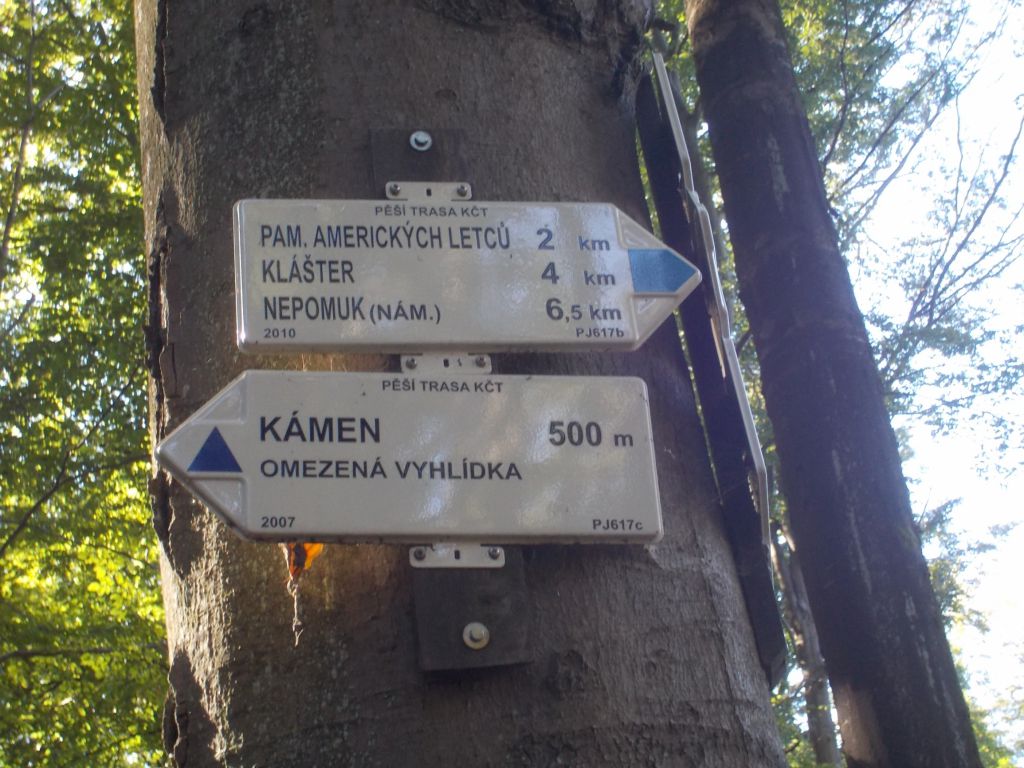 PĚŠÍ TRASA KČT
PAM. AMERICKÝCH LETCŮ 2 km
KLÁŠTER 4 km
NEPOMUK (NÁM.) 6,5 km
2010 PJ617b
PĚŠÍ TRASA KČT
KÁMEN 500 m
OMEZENÁ VYHLÍDKA
2007 PJ617c